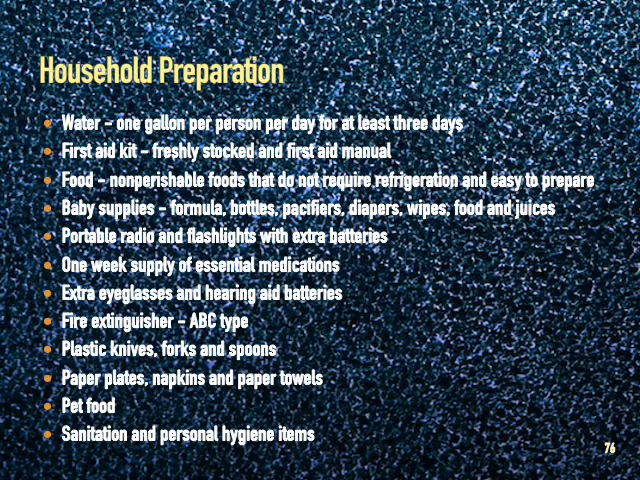 Household Preparation
• Water – one gallon per person per day for at least three days
• First aid kit – freshly stocked and first aid manual
• Food – nonperishable foods that do not require refrigeration and easy to prepare
• Baby supplies – formula, bottles, pacifiers, diapers, wipes, food and juices
• Portable radio and flashlights with extra batteries
• One week supply of essential medications
• Extra eyeglasses and hearing aid batteries
• Fire extinguisher – ABC type
• Plastic knives, forks and spoons
• Paper plates, napkins and paper towels
• Pet food
• Sanitation and personal hygiene items
76